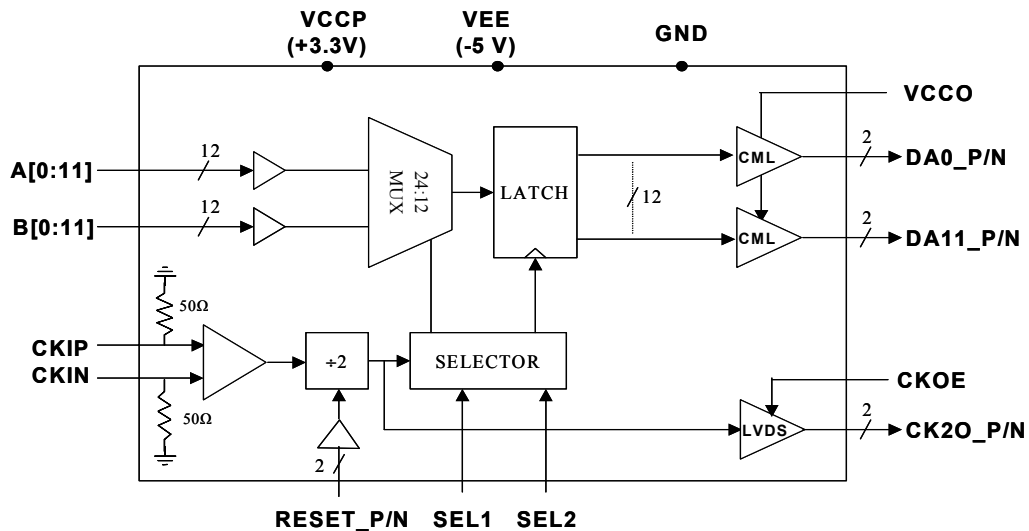 VCCP
(+3.3V)
VEE
(-5 V)
GND
VCCO
A[0:11]
12
24:12
MUX
LATCH
12
CML
2
DA0_P/N
B[0:11]
12
CML
2
DA11_P/N
50Ω
CKIP
CKIN
50Ω
÷2
SELECTOR
CKOE
LVDS
2
CK2O_P/N
2
RESET_P/N
SEL1
SEL2